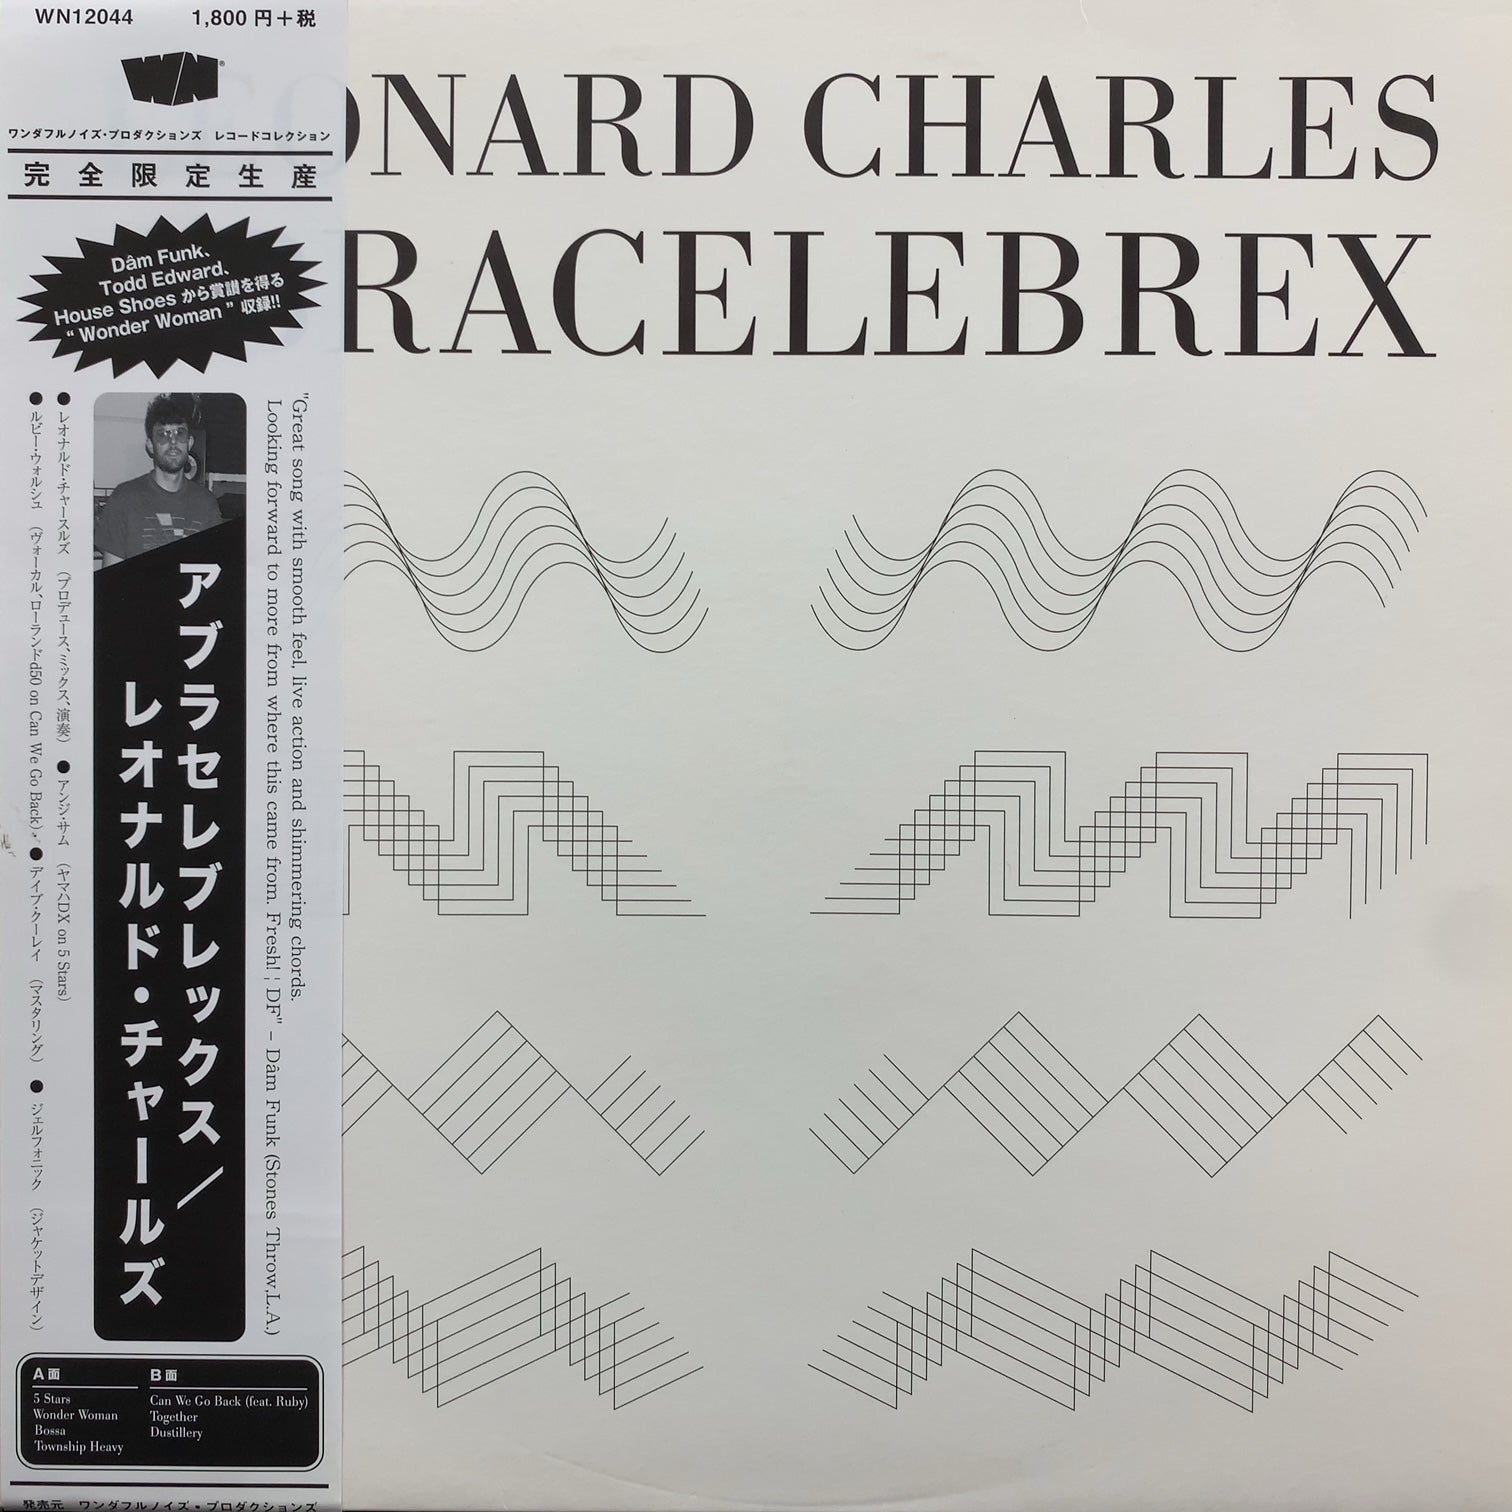 WN12044 1,800 円＋税
WN®
ワンダフルノイズ・プロダクションズ レコードコレクション
完全限定生産
Dâm Funk、
Todd Edward、
House Shoes から賞讃を得る
“ Wonder Woman ” 収録!!
"Great song with smooth feel, live action and shimmering chords.
Looking forward to more from where this came from. Fresh! ¦ DF" – Dâm Funk (Stones Throw,L.A.)
アブラセレブレックス／
レオナルド・チャールズ
●レオナルド・チャースルズ （プロデュース、ミックス、演奏） ●アンジ・サム （ヤマハDX on 5 Stars）
●ルビー・ウォルシュ （ヴォーカル、ローランドd50 on Can We Go Back）。 ●デイブ・クーレイ （マスタリング） ● ジェルフォニック （ジャケットデザイン）
A面
5 Stars
Wonder Woman
Bossa
Township Heavy
B面
Can We Go Back (feat. Ruby)
Together
Dustillery
発売元 ワンダフルノイズ・プロダクションズ
EONARD CHARLES
RACELEBREX